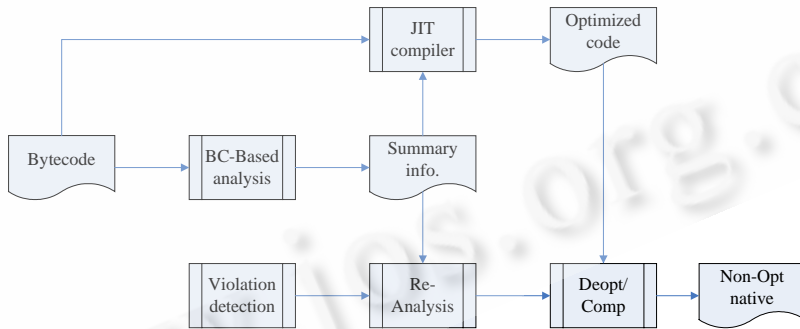 JIT
compiler
Optimized
code
Bytecode
BC-Based
analysis
Summary
info.
Violation
detection
Re-
Analysis
Deopt/
Comp
Non-Opt
native